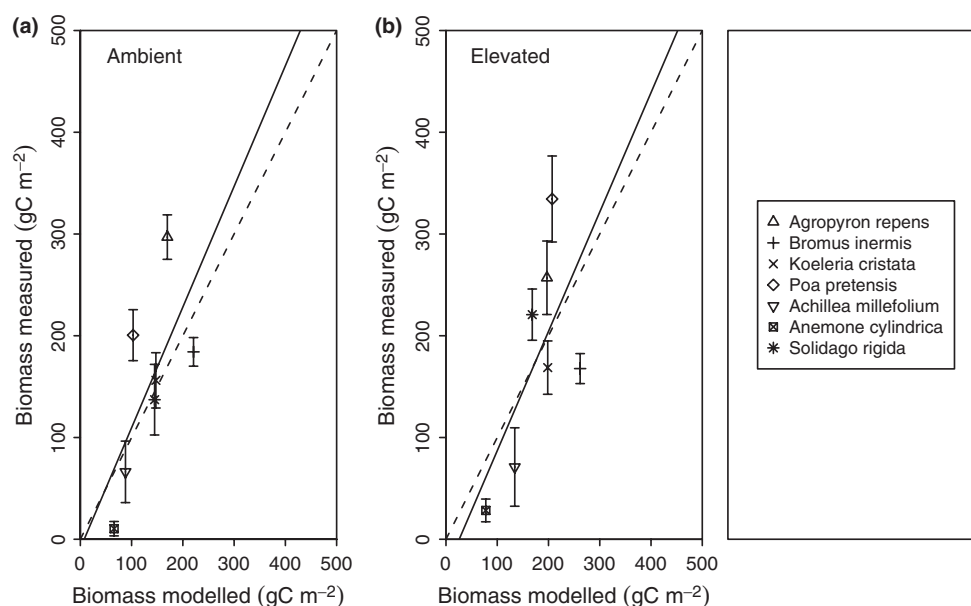 (a)
Ambient
Biomass measured (gC m−2)
0 100 200 300 400 500
0 100 200 300 400 500
Biomass modelled (gC m−2)
(b)
Elevated
Biomass measured (gC m−2)
0 100 200 300 400 500
0 100 200 300 400 500
Biomass modelled (gC m−2)
Agropyron repens
Bromus inermis
Koeleria cristata
Poa pretensis
Achillea millefolium
Anemone cylindrica
Solidago rigida